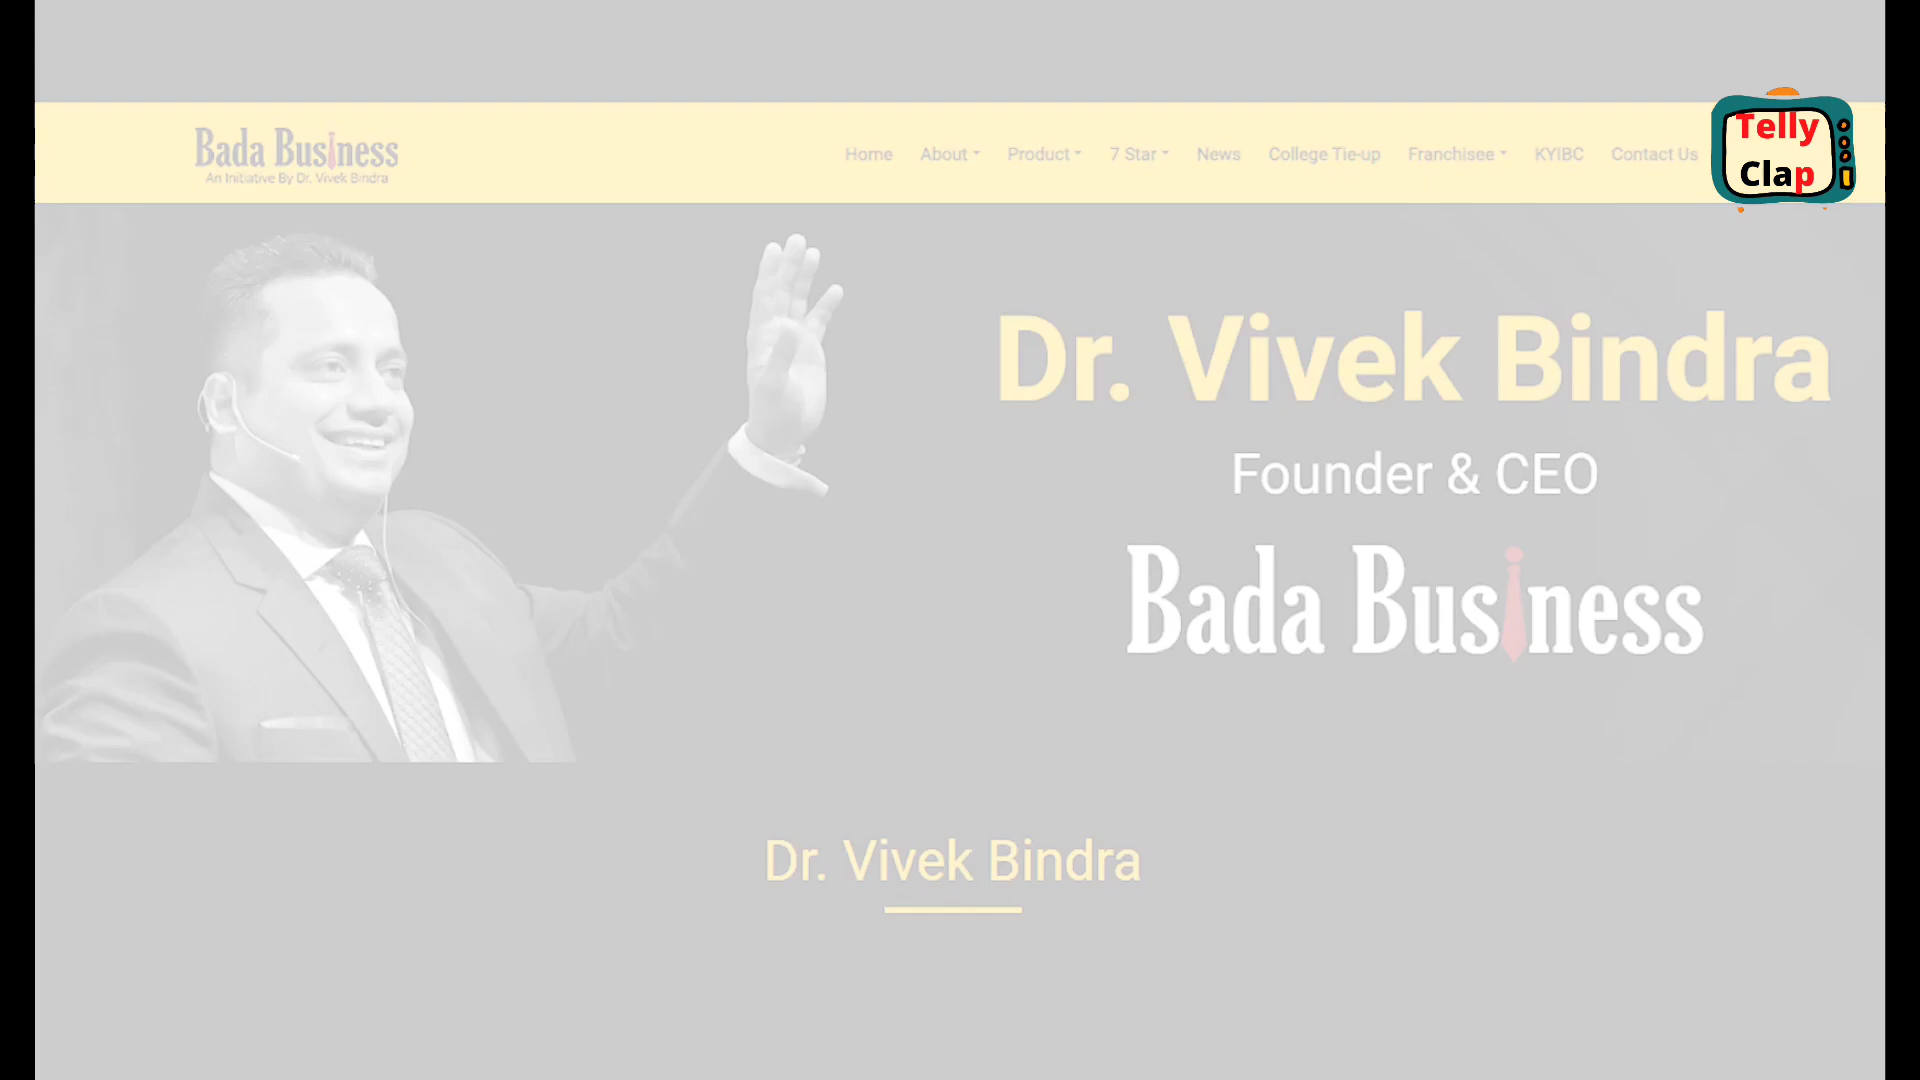 Bada Business
An Initiative By Dr. Vivek Bindra
Home About Product 7 Star News College Tie-up Franchisee KYIBC Contact Us
Telly
Clap
Dr. Vivek Bindra
Founder & CEO
Bada Business
Dr. Vivek Bindra